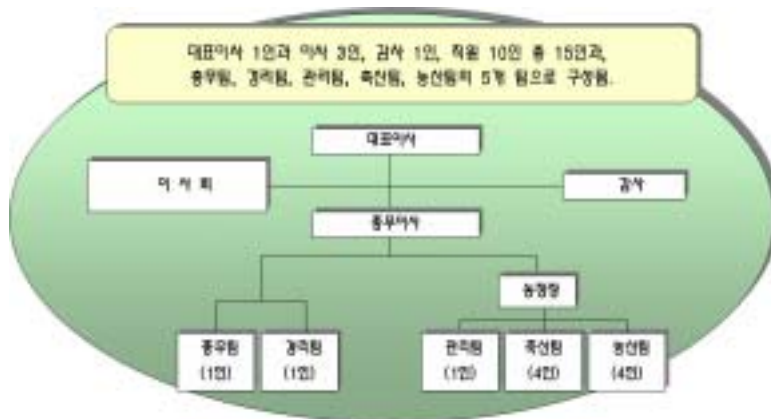 대표이사 1인과 이사 3인, 감사 1인, 직원 10인 총 15인과,
총무팀, 경리팀, 관리팀, 축산팀, 농산팀의 5개 팀으로 구성됨.
대표이사
이 사 회
감사
총무이사
농장장
총무팀 경리팀 관리팀 축산팀 농산팀
(1인) (1인) (1인) (4인) (4인)